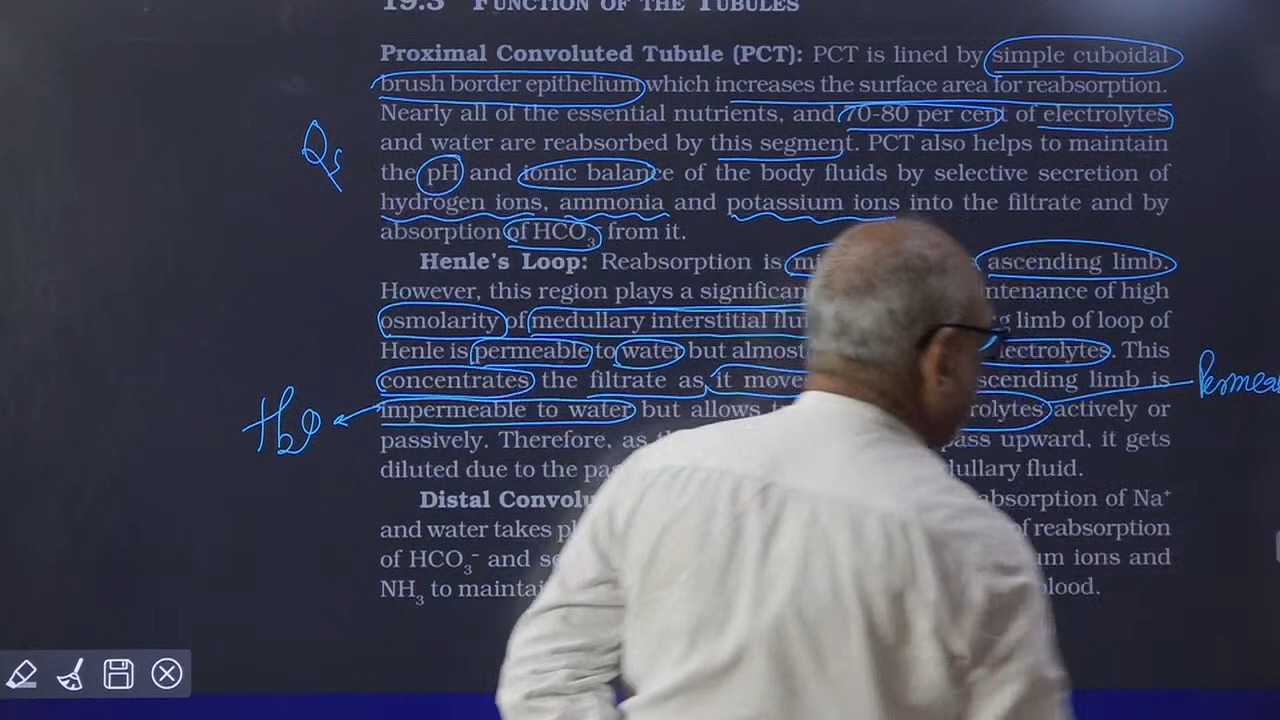 19.3 FUNCTION OF THE TUBULES
Proximal Convoluted Tubule (PCT): PCT is lined by simple cuboidal
brush border epithelium which increases the surface area for reabsorption.
Nearly all of the essential nutrients, and 70-80 per cent of electrolytes
and water are reabsorbed by this segment. PCT also helps to maintain
the pH and ionic balance of the body fluids by selective secretion of
hydrogen ions, ammonia and potassium ions into the filtrate and by
absorption of HCO₃⁻ from it.
Henle's Loop: Reabsorption is ascending limb.
However, this region plays a significan ntenance of high
osmolarity of medullary interstitial flu limb of loop of
Henle is permeable to water but almost lectrolytes. This
concentrates the filtrate as it moves scending limb is
impermeable to water but allows rolytes actively or
passively. Therefore, as pass upward, it gets
diluted due to the pa dullary fluid.
Distal Convolu absorption of Na⁺
and water takes pl of reabsorption
of HCO₃⁻ and se um ions and
NH₃ to maintai blood.
Qs
H₂O
Permea